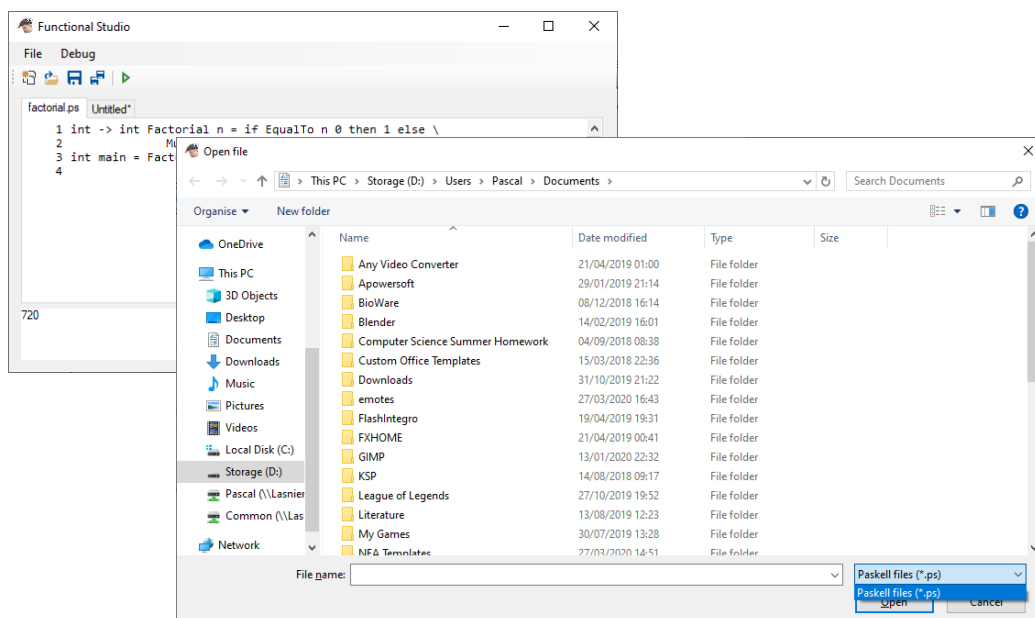 Functional Studio
File Debug
factorial.ps Untitled*
1 int -> int Factorial n = if EqualTo n 0 then 1 else \
2
3 int main = Fact
4
720
Open file
This PC > Storage (D:) > Users > Pascal > Documents >
Search Documents
Organise New folder
Name Date modified Type Size
OneDrive
This PC
3D Objects
Desktop
Documents
Downloads
Music
Pictures
Videos
Local Disk (C:)
Storage (D:)
Pascal (\\Lasnier
Common (\\Las
Network
Any Video Converter 21/04/2019 01:00 File folder
Apowersoft 29/01/2019 21:14 File folder
BioWare 08/12/2018 16:14 File folder
Blender 14/02/2019 16:01 File folder
Computer Science Summer Homework 04/09/2018 08:38 File folder
Custom Office Templates 15/03/2018 22:36 File folder
Downloads 31/10/2019 21:22 File folder
emotes 27/03/2020 16:43 File folder
FlashIntegro 19/04/2019 19:31 File folder
FXHOME 21/04/2019 00:41 File folder
GIMP 13/01/2020 22:32 File folder
KSP 14/08/2018 09:17 File folder
League of Legends 27/10/2019 19:52 File folder
Literature 13/08/2019 12:23 File folder
My Games 30/07/2019 13:28 File folder
NEA Templates 27/03/2020 14:51 File folder
File name:
Paskell files (*.ps)
Paskell files (*.ps)
Open Cancel